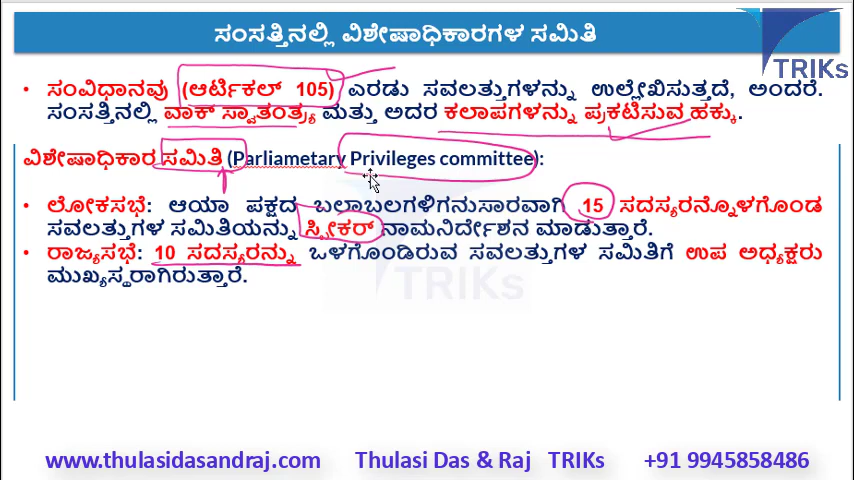 ಸಂಸತ್ತಿನಲ್ಲಿ ವಿಶೇಷಾಧಿಕಾರಗಳ ಸಮಿತಿ
TRIKs
• ಸಂವಿಧಾನವು (ಆರ್ಟಿಕಲ್ 105) ಎರಡು ಸವಲತ್ತುಗಳನ್ನು ಉಲ್ಲೇಖಿಸುತ್ತದೆ, ಅಂದರೆ.
ಸಂಸತ್ತಿನಲ್ಲಿ ವಾಕ್ ಸ್ವಾತಂತ್ರ್ಯ ಮತ್ತು ಅದರ ಕಲಾಪಗಳನ್ನು ಪ್ರಕಟಿಸುವ ಹಕ್ಕು.
ವಿಶೇಷಾಧಿಕಾರ ಸಮಿತಿ (Parliametary Privileges committee):
• ಲೋಕಸಭೆ: ಆಯಾ ಪಕ್ಷದ ಬಲಾಬಲಗಳಿಗನುಸಾರವಾಗಿ 15 ಸದಸ್ಯರನ್ನೊಳಗೊಂಡ
ಸವಲತ್ತುಗಳ ಸಮಿತಿಯನ್ನು ಸ್ಪೀಕರ್ ನಾಮನಿರ್ದೇಶನ ಮಾಡುತ್ತಾರೆ.
• ರಾಜ್ಯಸಭೆ: 10 ಸದಸ್ಯರನ್ನು ಒಳಗೊಂಡಿರುವ ಸವಲತ್ತುಗಳ ಸಮಿತಿಗೆ ಉಪ ಅಧ್ಯಕ್ಷರು
ಮುಖ್ಯಸ್ಥರಾಗಿರುತ್ತಾರೆ.
TRIKs
www.thulasidasandraj.com Thulasi Das & Raj TRIKs +91 9945858486